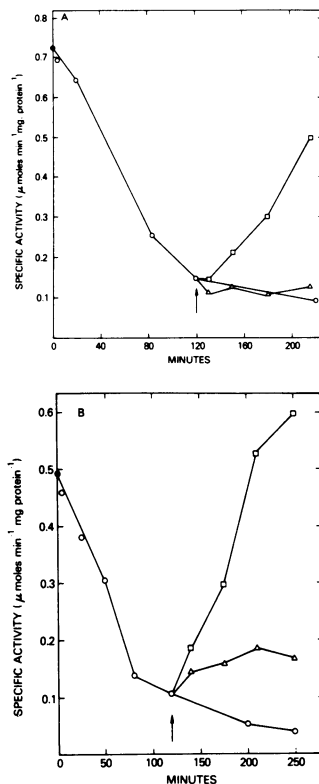 A
0.8
0.7
0.6
0.5
0.4
0.3
0.2
0.1
SPECIFIC ACTIVITY (μmoles min⁻¹ mg. protein⁻¹)
0 40 80 120 160 200
MINUTES
B
0.6
0.5
0.4
0.3
0.2
0.1
SPECIFIC ACTIVITY (μmoles min⁻¹ mg protein⁻¹)
0 50 100 150 200 250
MINUTES